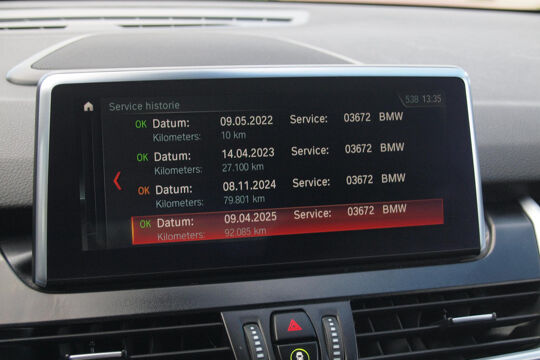 Service historie
538 13:35
OK Datum: 09.05.2022 Service: 03672 BMW
Kilometers: 10 km
OK Datum: 14.04.2023 Service: 03672 BMW
Kilometers: 27.100 km
OK Datum: 08.11.2024 Service: 03672 BMW
Kilometers: 79.801 km
OK Datum: 09.04.2025 Service: 03672 BMW
Kilometers: 92.085 km